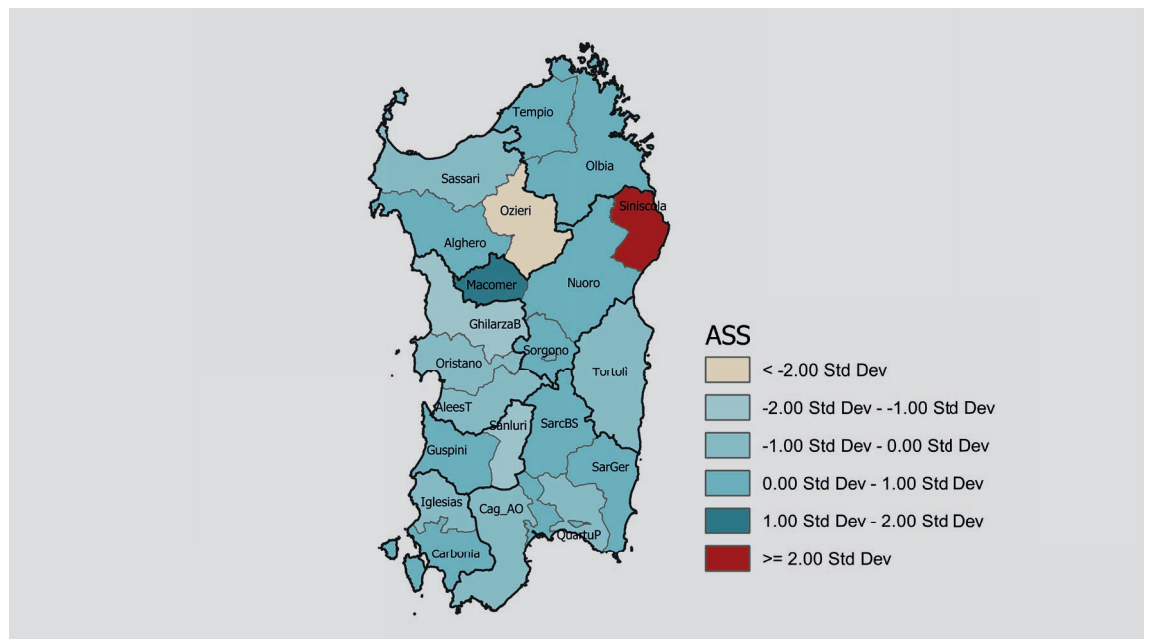 Tempio
Olbia
Sassari
Ozieri
Siniscola
Alghero
Macomer
Nuoro
GhilarzaB
Sorgono
Oristano
Turtulì
AleesT
Sanluri
SarcBS
Guspini
SarGer
Iglesias
Cag_AO
QuartuP
Carbonia
ASS
< -2.00 Std Dev
-2.00 Std Dev - -1.00 Std Dev
-1.00 Std Dev - 0.00 Std Dev
0.00 Std Dev - 1.00 Std Dev
1.00 Std Dev - 2.00 Std Dev
>= 2.00 Std Dev